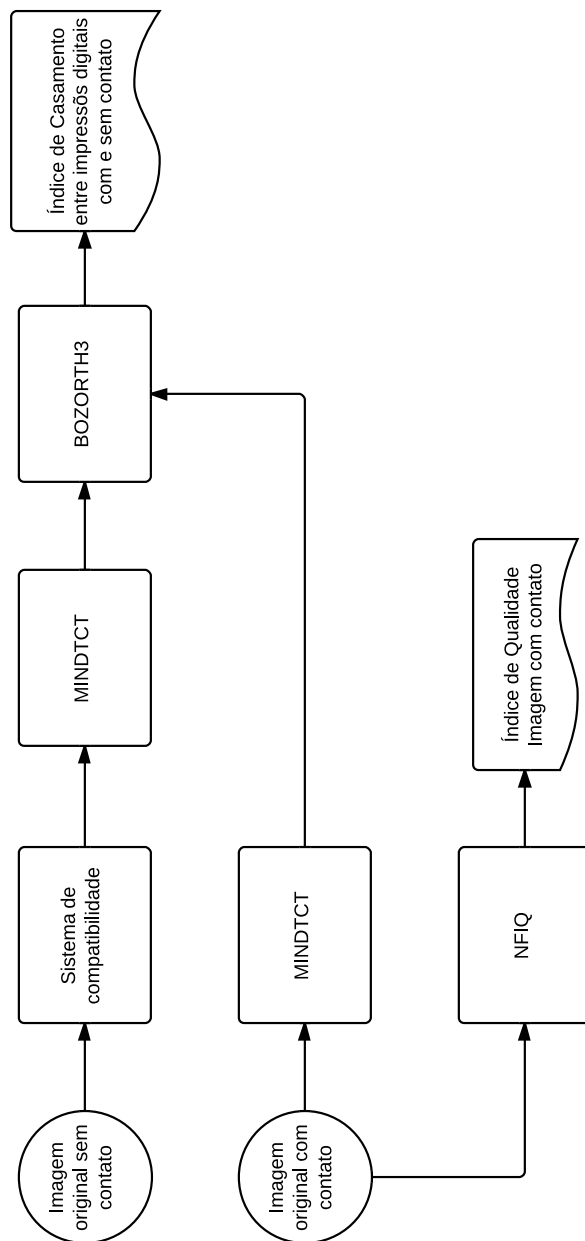 Imagem
original sem
contato
Sistema de
compatibilidade
MINDTCT
BOZORTH3
Índice de Casamento
entre impressõs digitais
com e sem contato
Imagem
original com
contato
MINDTCT
NFIQ
Índice de Qualidade
Imagem com contato